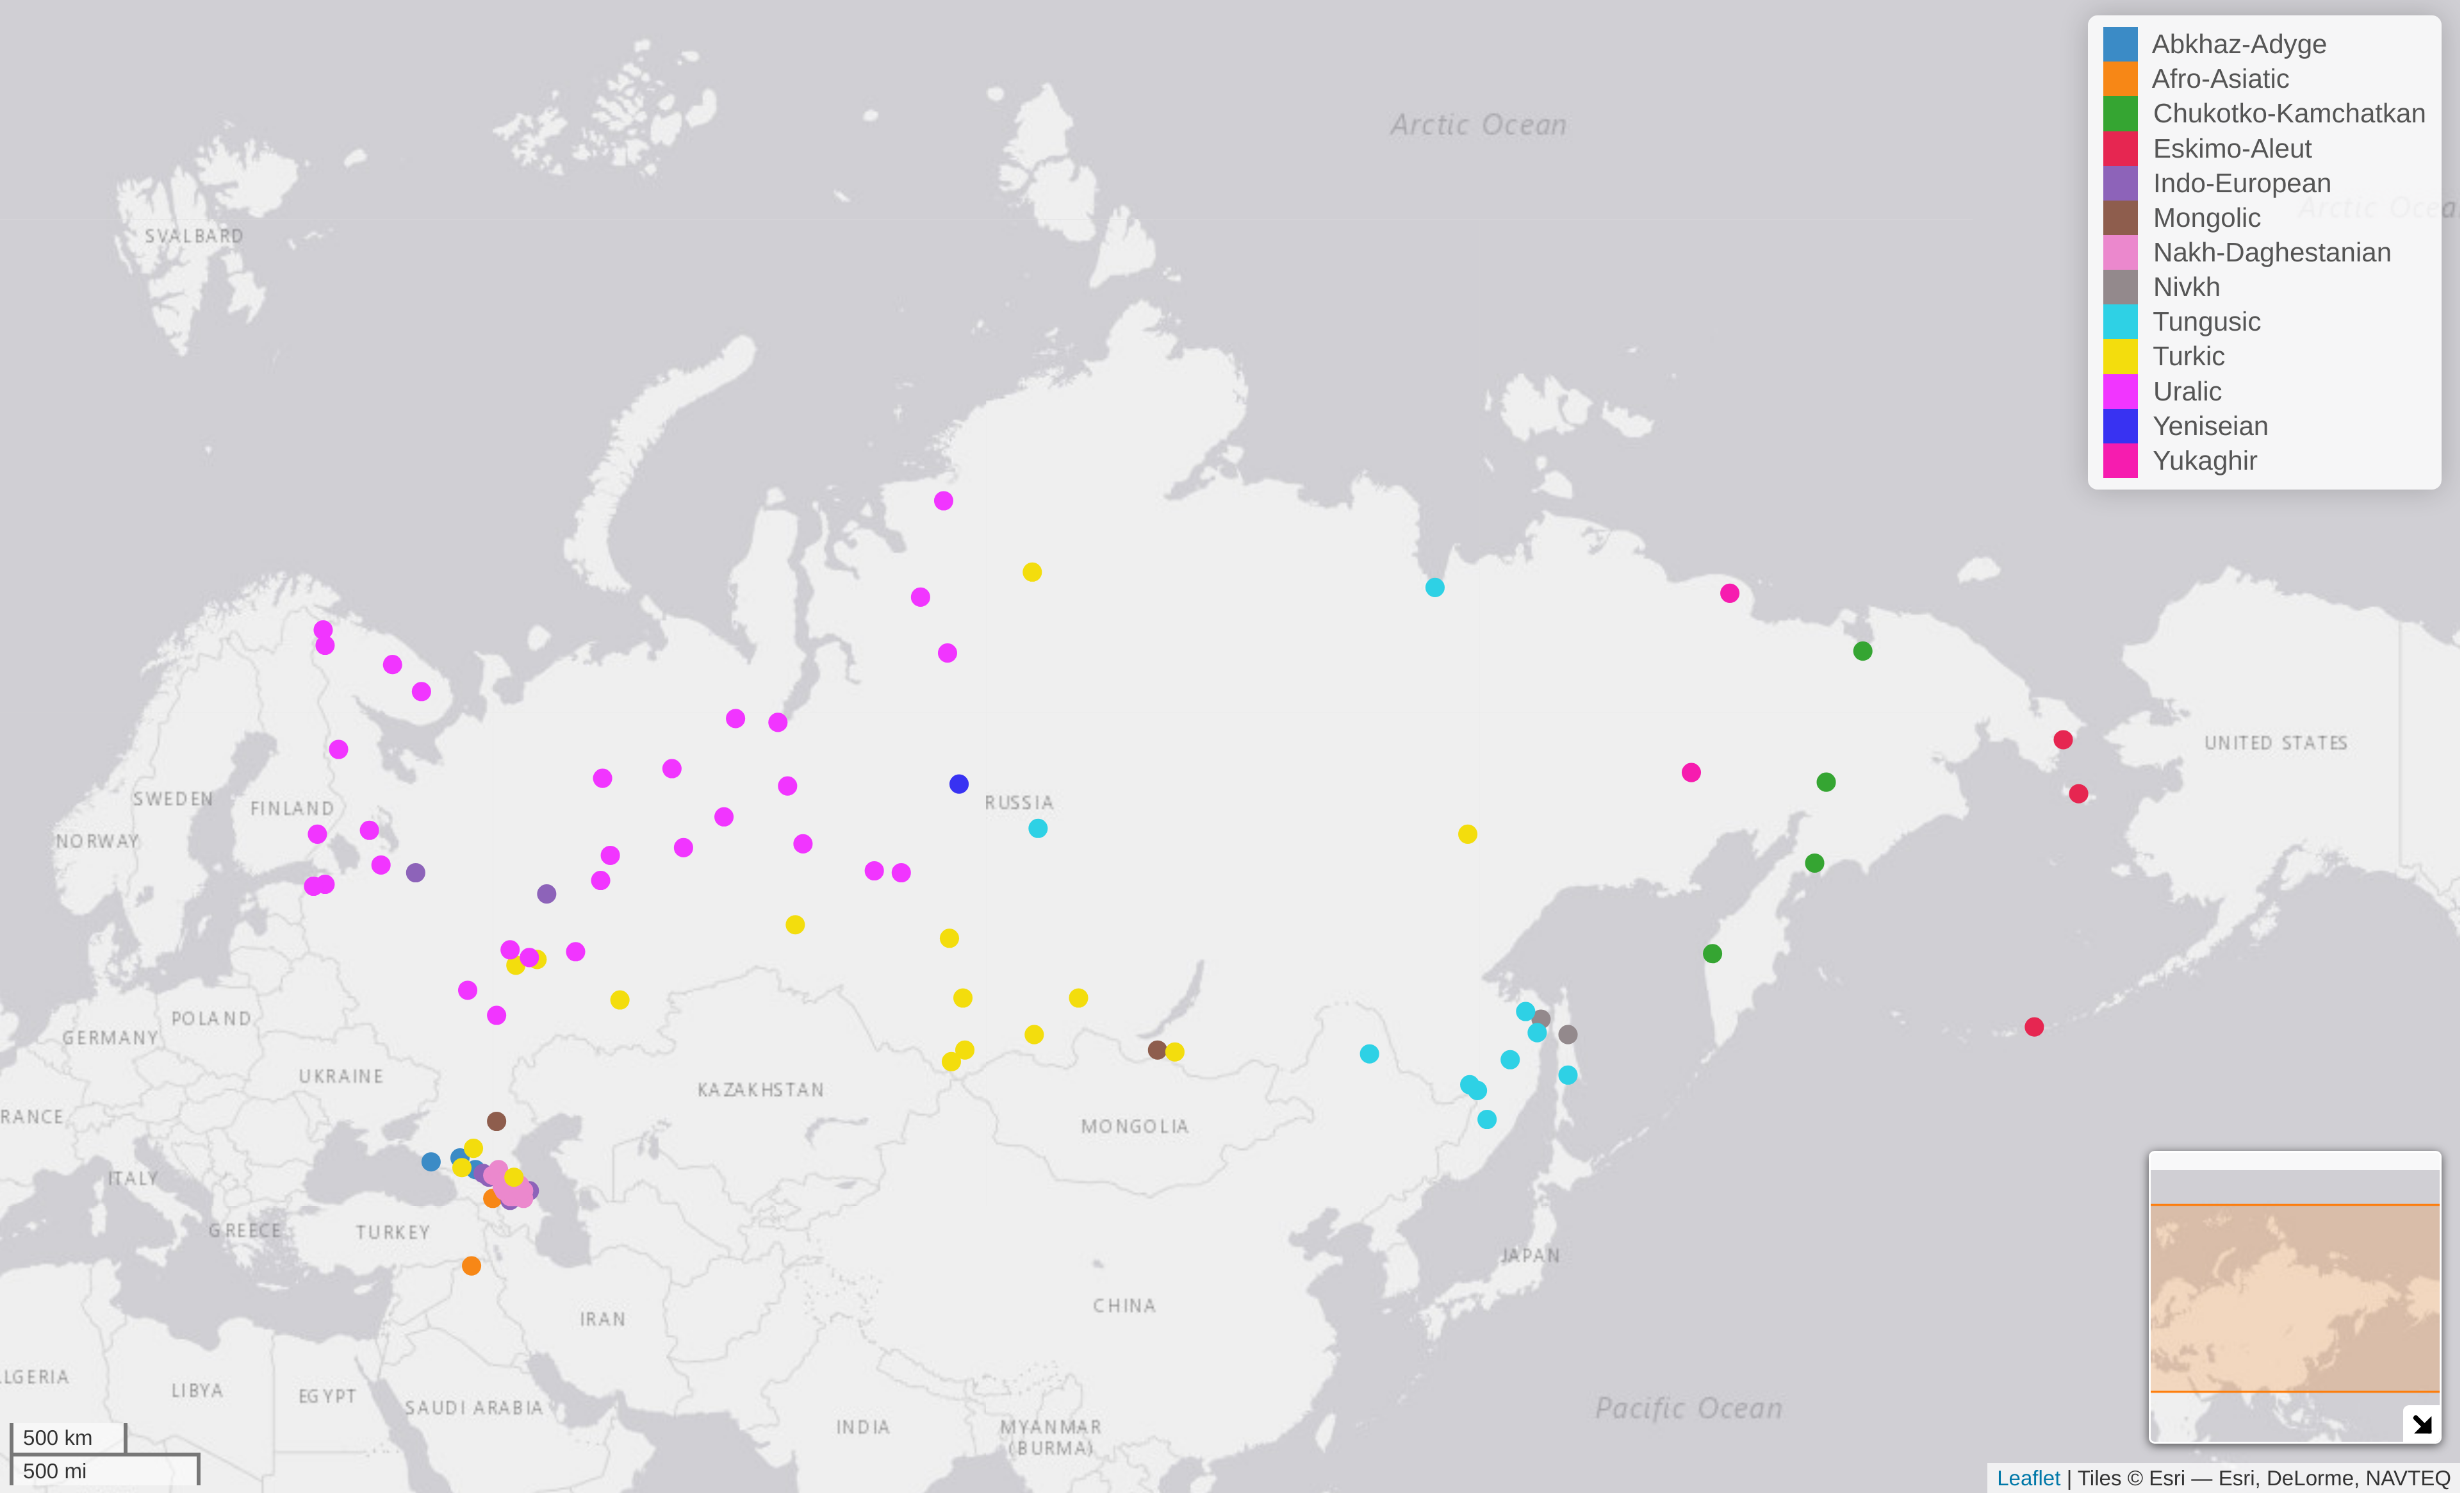 Abkhaz-Adyge
Afro-Asiatic
Chukotko-Kamchatkan
Eskimo-Aleut
Indo-European
Mongolic
Nakh-Daghestanian
Nivkh
Tungusic
Turkic
Uralic
Yeniseian
Yukaghir
Arctic Ocean
Arctic Ocea
SVALBARD
UNITED STATES
SWEDEN
FINLAND
RUSSIA
NORWAY
POLAND
GERMANY
UKRAINE
KAZAKHSTAN
RANCE
MONGOLIA
ITALY
GREECE
TURKEY
JAPAN
CHINA
IRAN
LGERIA
LIBYA
EGYPT
SAUDI ARABIA
Pacific Ocean
INDIA
MYANMAR
(BURMA)
500 km
500 mi
Leaflet | Tiles © Esri — Esri, DeLorme, NAVTEQ